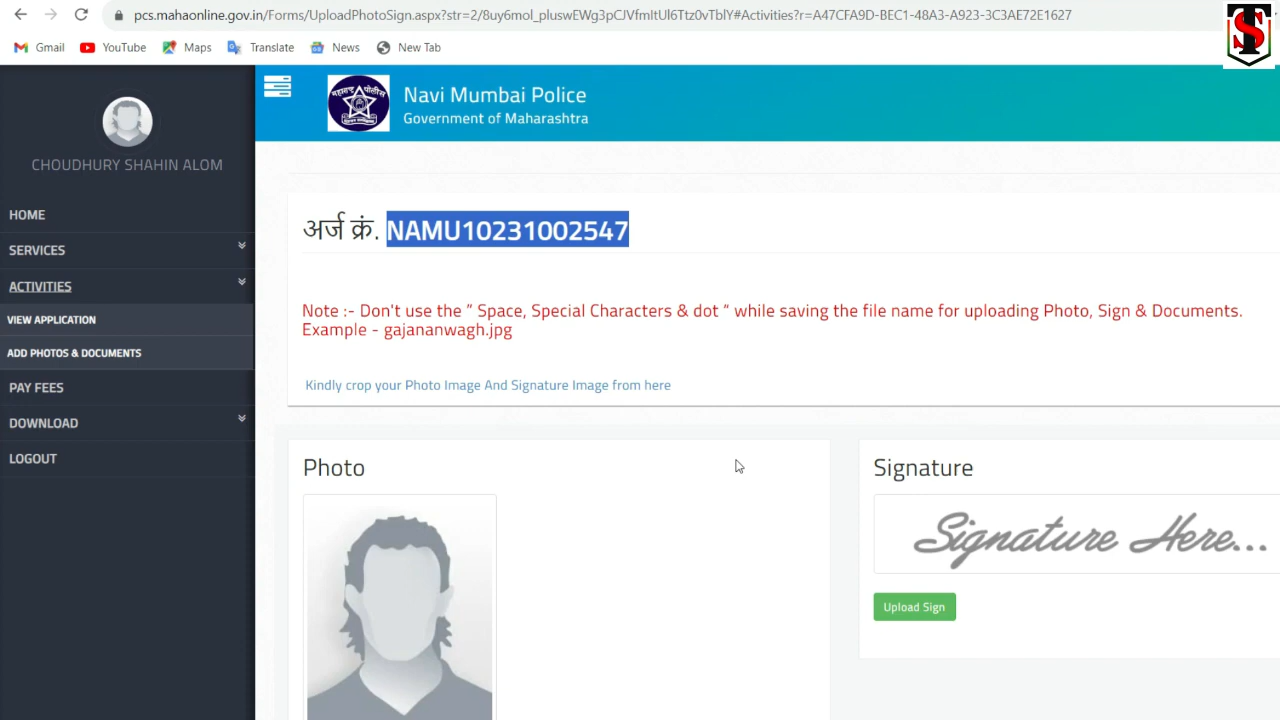 pcs.mahaonline.gov.in/Forms/UploadPhotoSign.aspx?str=2/8uy6mol_pluswEWg3pCJVfmItUl6Ttz0vTblY#Activities?r=A47CFA9D-BEC1-48A3-A923-3C3AE72E1627
Gmail YouTube Maps Translate News New Tab
Navi Mumbai Police
Government of Maharashtra
CHOUDHURY SHAHIN ALOM
HOME
SERVICES
ACTIVITIES
VIEW APPLICATION
ADD PHOTOS & DOCUMENTS
PAY FEES
DOWNLOAD
LOGOUT
अर्ज क्रं. NAMU10231002547
Note :- Don't use the " Space, Special Characters & dot " while saving the file name for uploading Photo, Sign & Documents.
Example - gajananwagh.jpg
Kindly crop your Photo Image And Signature Image from here
Photo
Signature
Signature Here...
Upload Sign